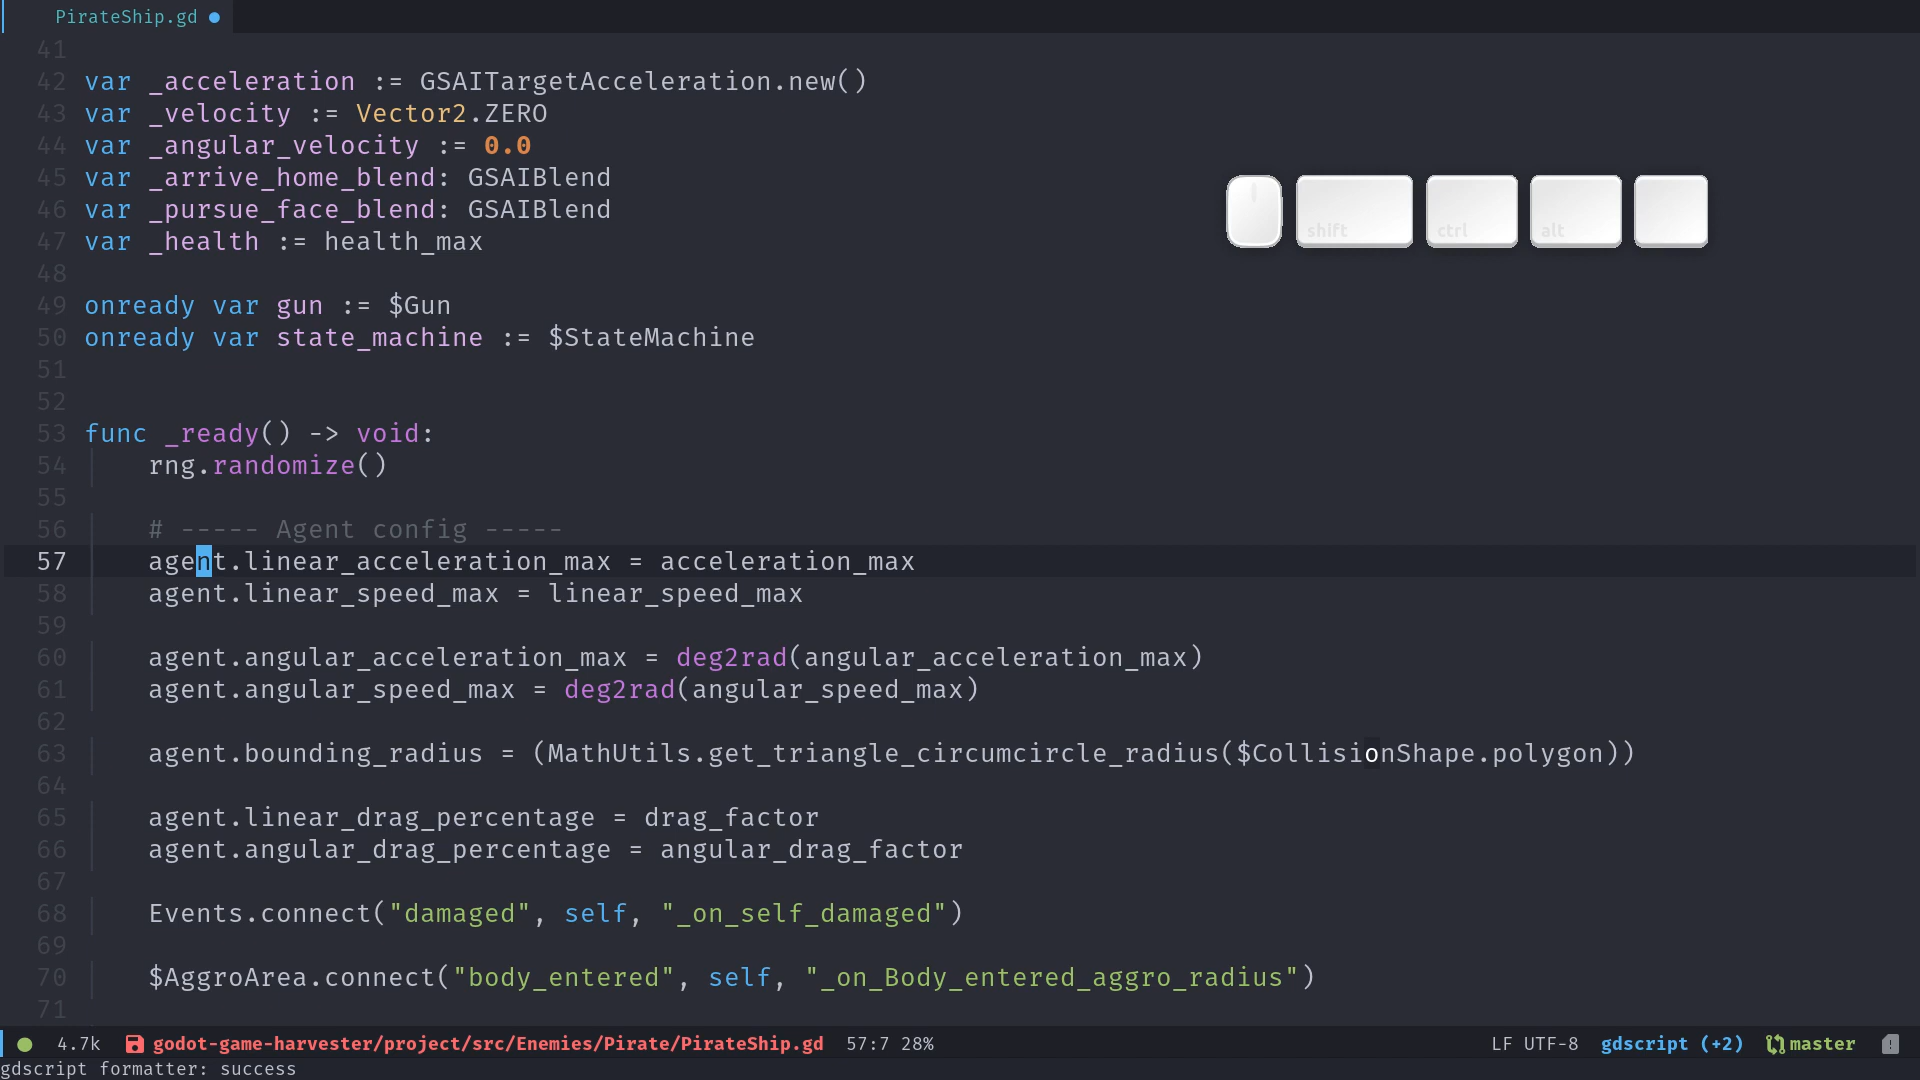 PirateShip.gd
41
42 var _acceleration := GSAITargetAcceleration.new()
43 var _velocity := Vector2.ZERO
44 var _angular_velocity := 0.0
45 var _arrive_home_blend: GSAIBlend
46 var _pursue_face_blend: GSAIBlend
47 var _health := health_max
shift ctrl alt
48
49 onready var gun := $Gun
50 onready var state_machine := $StateMachine
51
52
53 func _ready() -> void:
54 rng.randomize()
55
56 # ----- Agent config -----
57 agent.linear_acceleration_max = acceleration_max
58 agent.linear_speed_max = linear_speed_max
59
60 agent.angular_acceleration_max = deg2rad(angular_acceleration_max)
61 agent.angular_speed_max = deg2rad(angular_speed_max)
62
63 agent.bounding_radius = (MathUtils.get_triangle_circumcircle_radius($CollisionShape.polygon))
64
65 agent.linear_drag_percentage = drag_factor
66 agent.angular_drag_percentage = angular_drag_factor
67
68 Events.connect("damaged", self, "_on_self_damaged")
69
70 $AggroArea.connect("body_entered", self, "_on_Body_entered_aggro_radius")
71
4.7k godot-game-harvester/project/src/Enemies/Pirate/PirateShip.gd 57:7 28% LF UTF-8 gdscript (+2) master
gdscript formatter: success